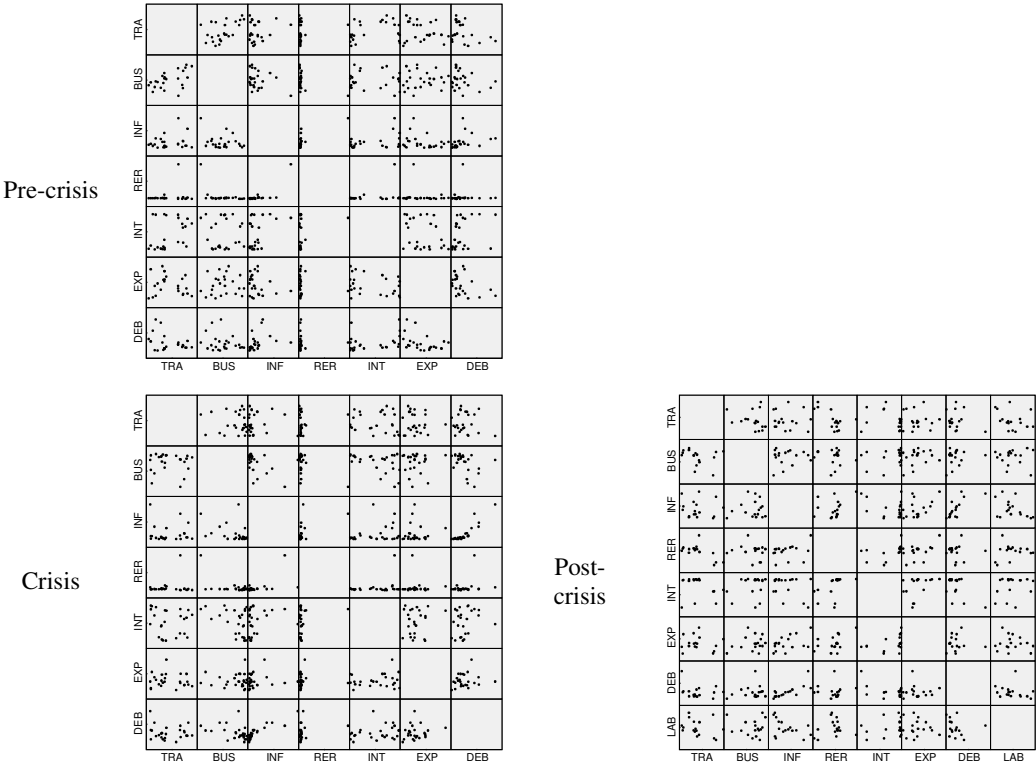 Pre-crisis
TRA
BUS
INF
RER
INT
EXP
DEB
TRA BUS INF RER INT EXP DEB
Crisis
TRA
BUS
INF
RER
INT
EXP
DEB
TRA BUS INF RER INT EXP DEB
Post-
crisis
TRA
BUS
INF
RER
INT
EXP
DEB
LAB
TRA BUS INF RER INT EXP DEB LAB